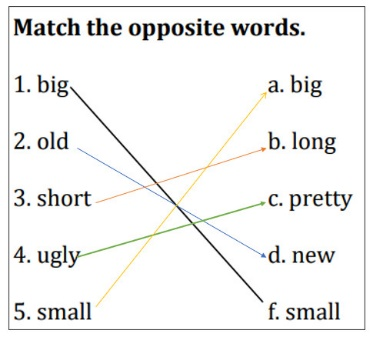 Match the opposite words.
1. big a. big
2. old b. long
3. short c. pretty
4. ugly d. new
5. small f. small